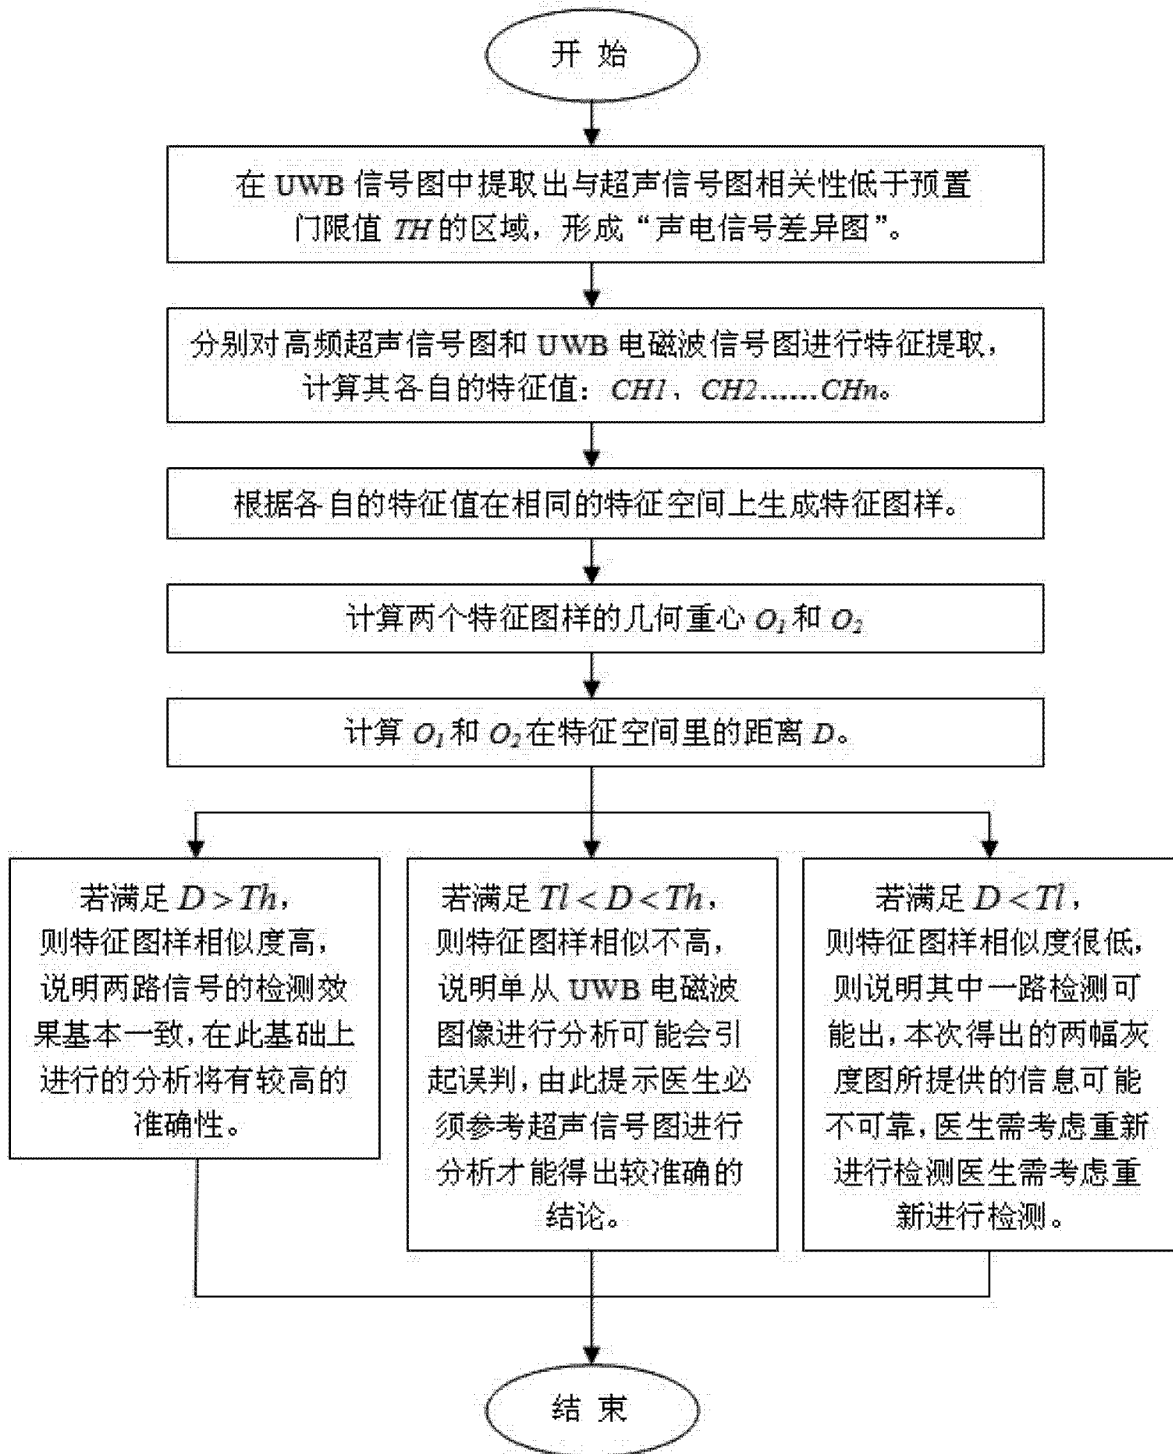 开 始
在 UWB 信号图中提取出与超声信号图相关性低于预置
门限值 TH 的区域，形成“声电信号差异图”。
分别对高频超声信号图和 UWB 电磁波信号图进行特征提取，
计算其各自的特征值：CH1、CH2……CHn。
根据各自的特征值在相同的特征空间上生成特征图样。
计算两个特征图样的几何重心 O1和 O2
计算 O1和 O2在特征空间里的距离 D。
若满足 D > Th，
则特征图样相似度高，
说明两路信号的检测效
果基本一致，在此基础上
进行的分析将有较高的
准确性。
若满足 Tl < D < Th，
则特征图样相似不高，
说明单从 UWB 电磁波
图像进行分析可能会引
起误判，由此提示医生必
须参考超声信号图进行
分析才能得出较准确的
结论。
若满足 D < Tl，
则特征图样相似度很低，
则说明其中一路检测可
能出，本次得出的两幅灰
度图所提供的信息可能
不可靠，医生需考虑重新
进行检测医生需考虑重
新进行检测。
结 束